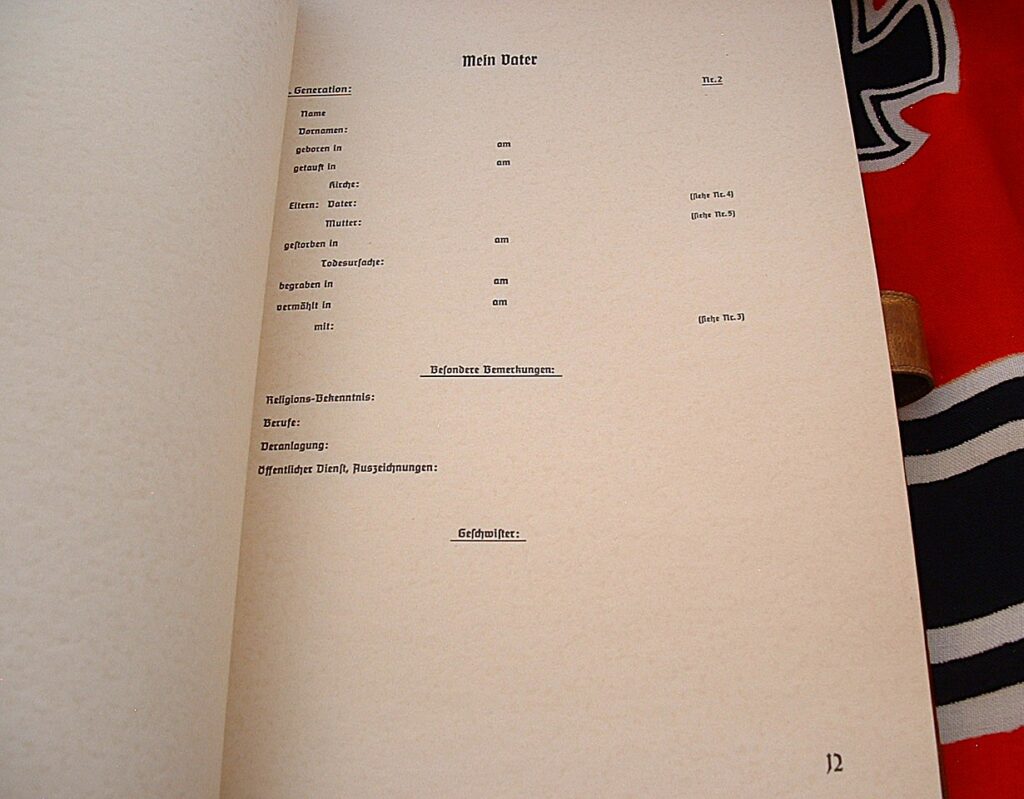 Mein Vater
Nr. 2
. Generation:
Name
Vornamen:
geboren in am
getauft in am
Kirche:
Eltern: Vater: (siehe Nr. 4)
Mutter: (siehe Nr. 5)
gestorben in am
Todesursache:
begraben in am
vermählt in am
mit: (siehe Nr. 3)
Besondere Bemerkungen:
Religions-Bekenntnis:
Berufe:
Veranlagung:
Öffentlicher Dienst, Auszeichnungen:
Geschwister:
12